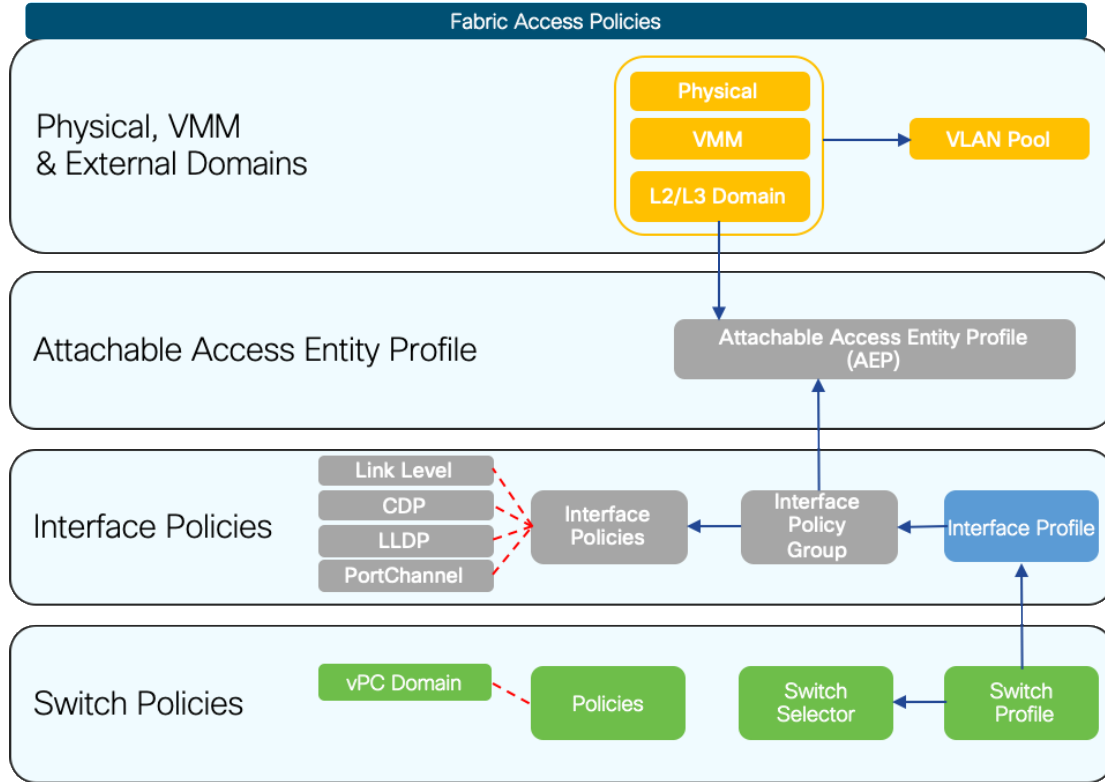 Fabric Access Policies
Physical, VMM
& External Domains
Physical
VMM
L2/L3 Domain
VLAN Pool
Attachable Access Entity Profile
Attachable Access Entity Profile
(AEP)
Interface Policies
Link Level
CDP
LLDP
PortChannel
Interface
Policies
Interface
Policy
Group
Interface Profile
Switch Policies
vPC Domain
Policies
Switch
Selector
Switch
Profile